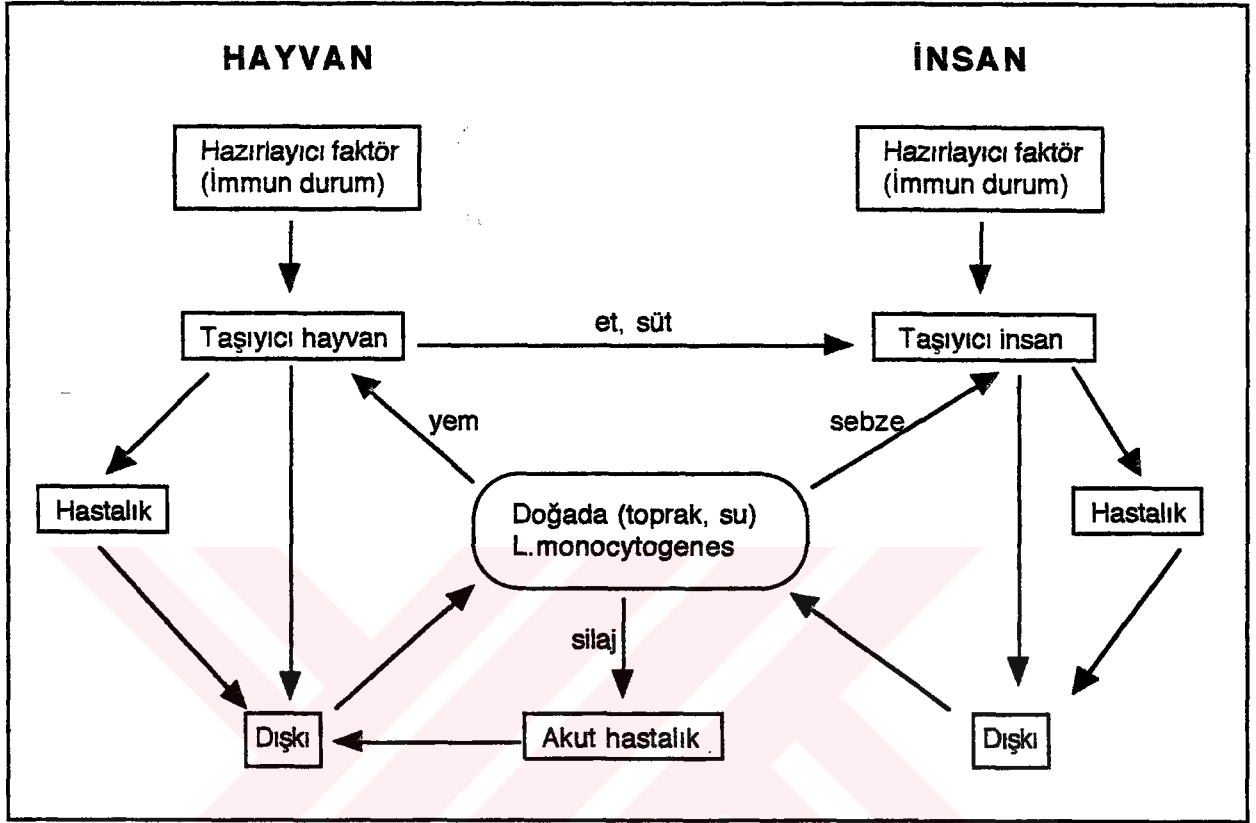 HAYVAN
İNSAN
Hazırlayıcı faktör
(İmmun durum)
Hazırlayıcı faktör
(İmmun durum)
Taşıyıcı hayvan
et, süt
Taşıyıcı insan
yem
sebze
Hastalık
Doğada (toprak, su)
L.monocytogenes
Hastalık
silaj
Dışkı
Akut hastalık
Dışkı